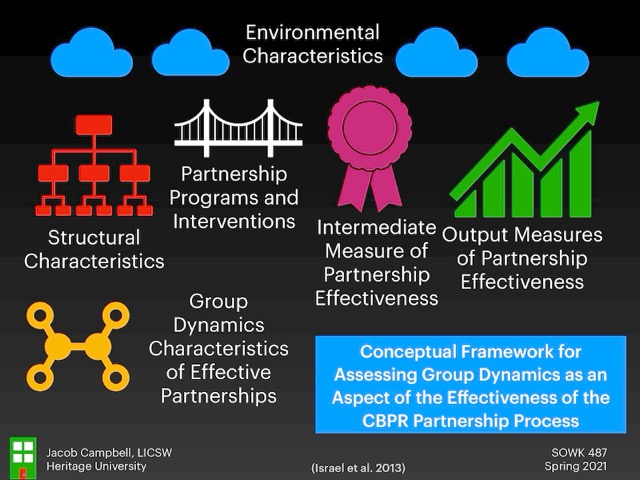 Environmental
Characteristics
Structural
Characteristics
Partnership
Programs and
Interventions
Intermediate
Measure of
Partnership
Effectiveness
Output Measures
of Partnership
Effectiveness
Group
Dynamics
Characteristics
of Effective
Partnerships
Conceptual Framework for
Assessing Group Dynamics as an
Aspect of the Effectiveness of the
CBPR Partnership Process
Jacob Campbell, LICSW
Heritage University
(Israel et al. 2013)
SOWK 487
Spring 2021